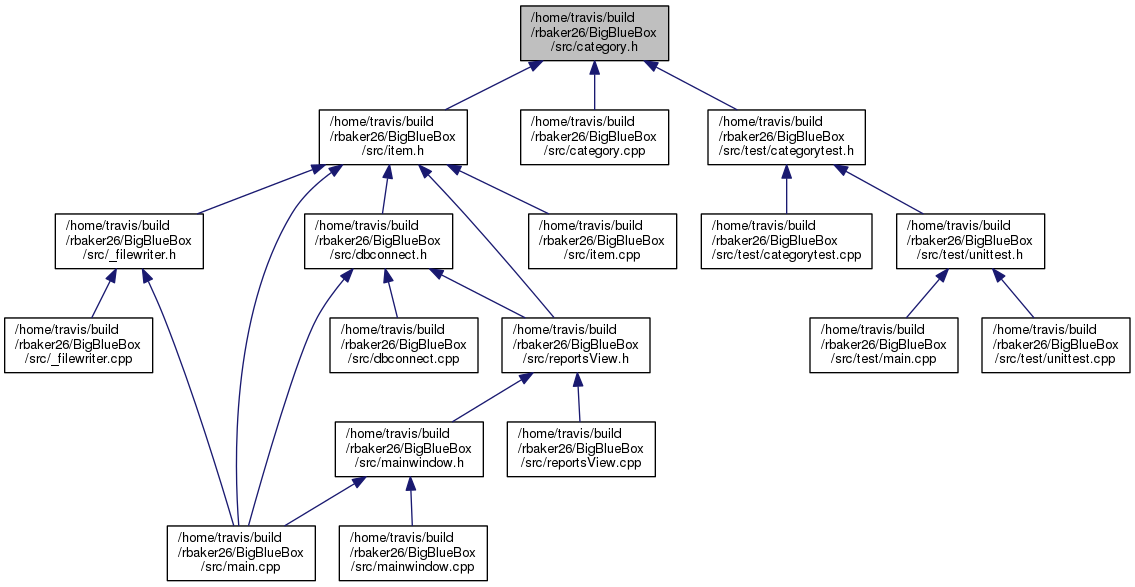 /home/travis/build
/rbaker26/BigBlueBox
/src/category.h
/home/travis/build
/rbaker26/BigBlueBox
/src/item.h
/home/travis/build
/rbaker26/BigBlueBox
/src/category.cpp
/home/travis/build
/rbaker26/BigBlueBox
/src/test/categorytest.h
/home/travis/build
/rbaker26/BigBlueBox
/src/_filewriter.h
/home/travis/build
/rbaker26/BigBlueBox
/src/dbconnect.h
/home/travis/build
/rbaker26/BigBlueBox
/src/item.cpp
/home/travis/build
/rbaker26/BigBlueBox
/src/test/categorytest.cpp
/home/travis/build
/rbaker26/BigBlueBox
/src/test/unittest.h
/home/travis/build
/rbaker26/BigBlueBox
/src/_filewriter.cpp
/home/travis/build
/rbaker26/BigBlueBox
/src/dbconnect.cpp
/home/travis/build
/rbaker26/BigBlueBox
/src/reportsView.h
/home/travis/build
/rbaker26/BigBlueBox
/src/test/main.cpp
/home/travis/build
/rbaker26/BigBlueBox
/src/test/unittest.cpp
/home/travis/build
/rbaker26/BigBlueBox
/src/mainwindow.h
/home/travis/build
/rbaker26/BigBlueBox
/src/reportsView.cpp
/home/travis/build
/rbaker26/BigBlueBox
/src/main.cpp
/home/travis/build
/rbaker26/BigBlueBox
/src/mainwindow.cpp